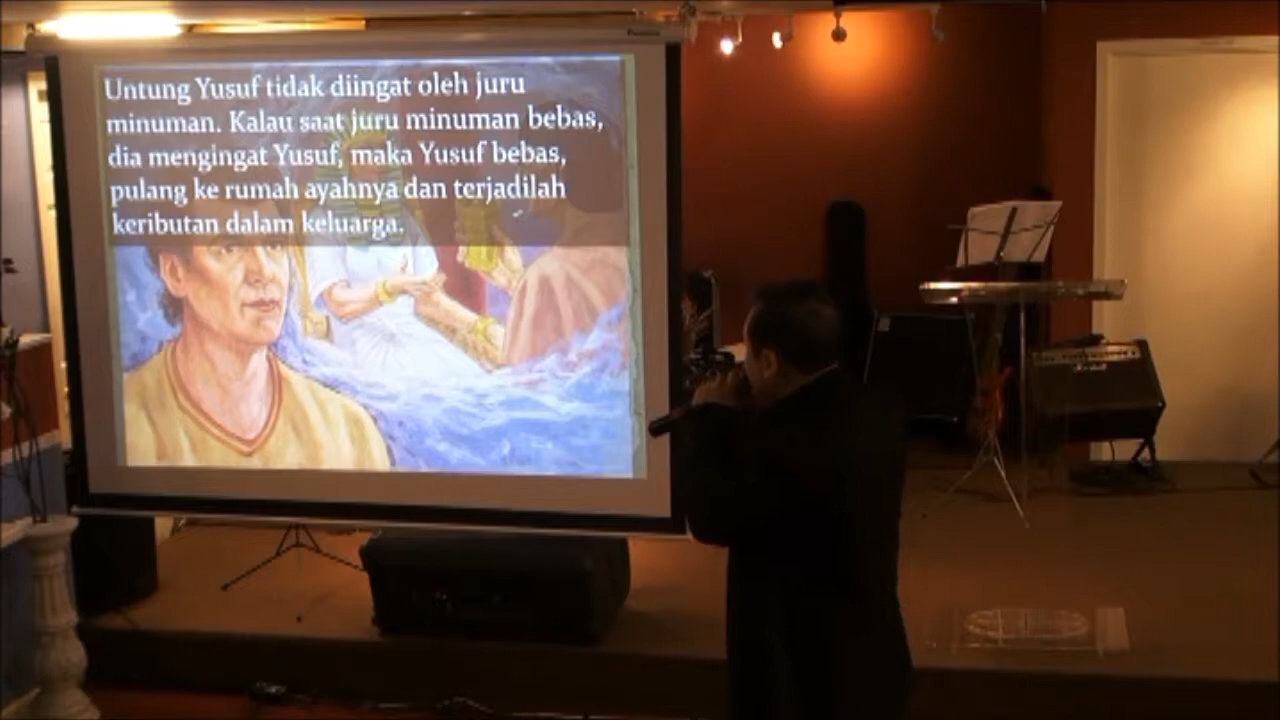 Untung Yusuf tidak diingat oleh juru
minuman. Kalau saat juru minuman bebas,
dia mengingat Yusuf, maka Yusuf bebas,
pulang ke rumah ayahnya dan terjadilah
keributan dalam keluarga.